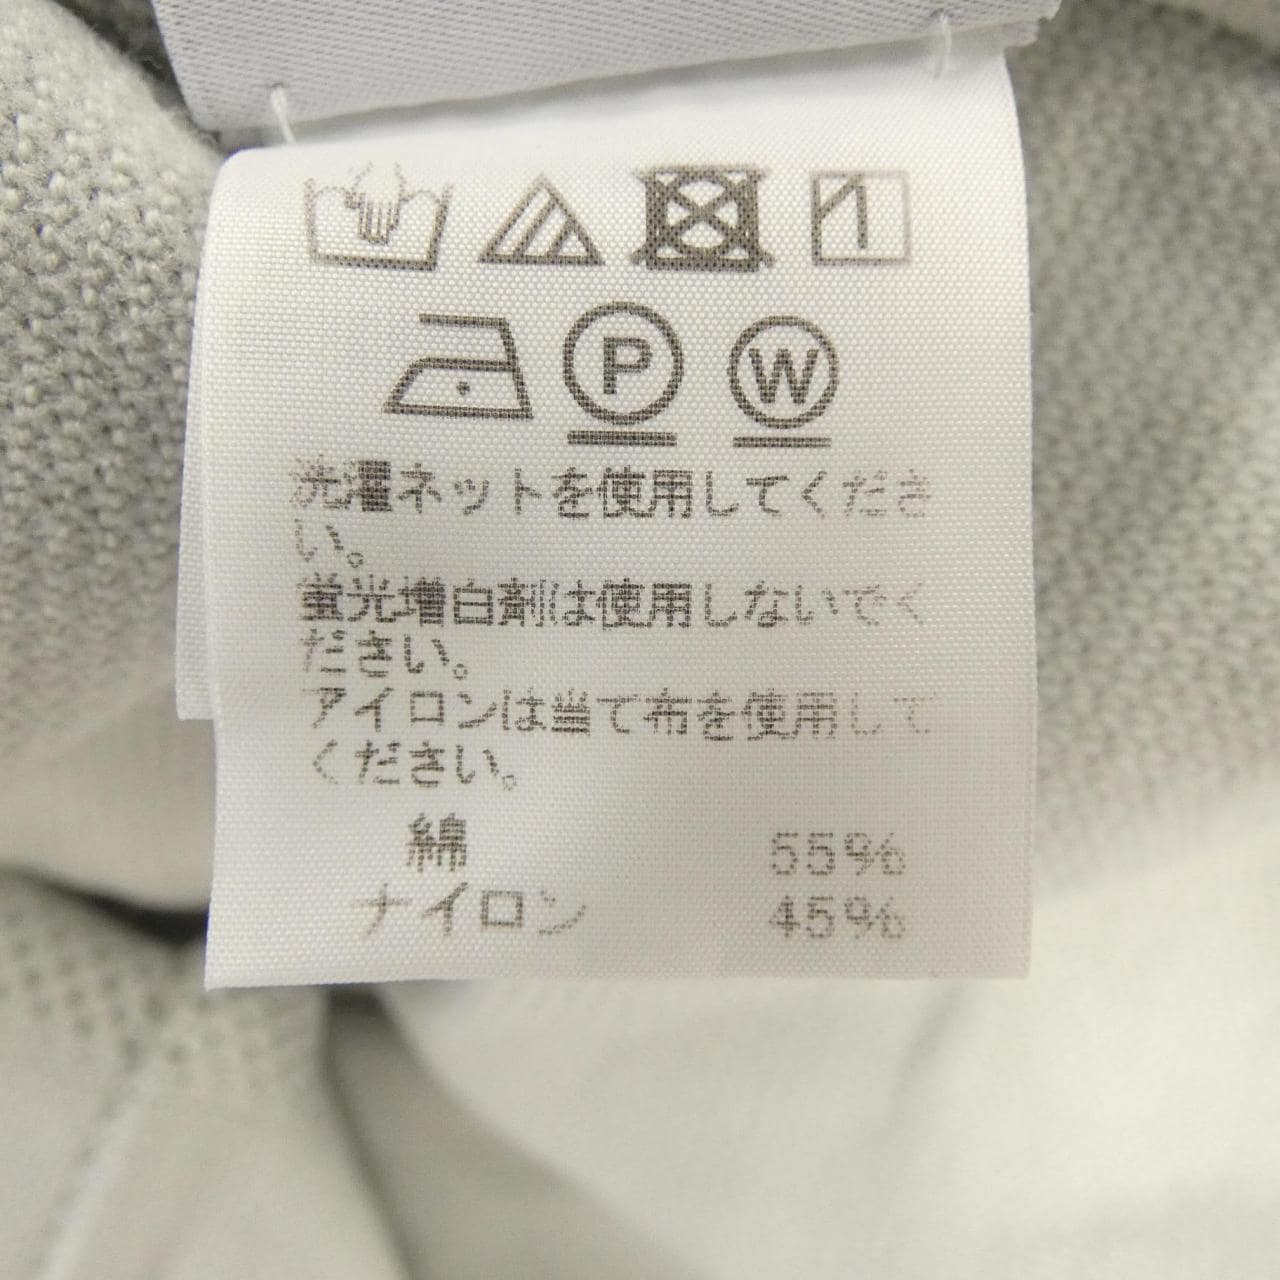 P W
洗濯ネットを使用してくださ
い。
蛍光増白剤は使用しないでく
ださい。
アイロンは当て布を使用して
ください。
綿 55%
ナイロン 45%